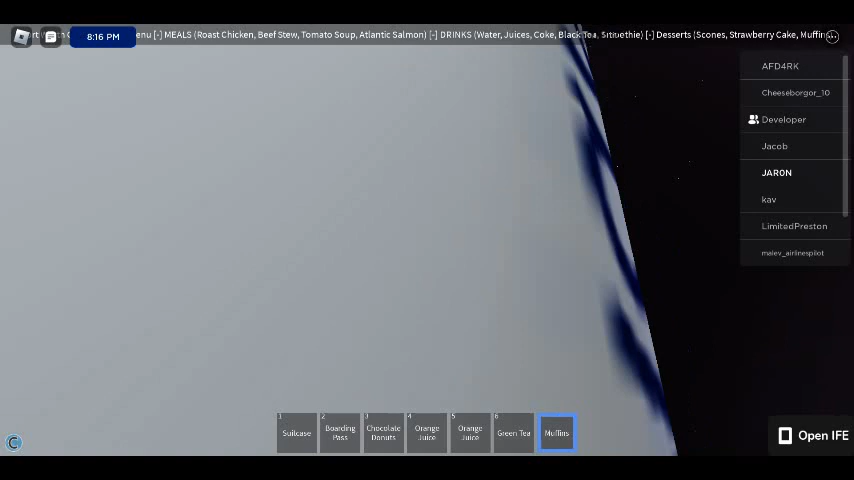 enu [-] MEALS (Roast Chicken, Beef Stew, Tomato Soup, Atlantic Salmon) [-] DRINKS (Water, Juices, Coke, Black Tea, [-] Desserts (Scones, Strawberry Cake, Muffin
8:16 PM
AFD4RK
Cheeseborgor_10
Developer
Jacob
JARON
kav
LimitedPreston
malev_airlinespilot
1 Suitcase
2 Boarding Pass
3 Chocolate Donuts
4 Orange Juice
5 Orange Juice
6 Green Tea
Muffins
Open IFE